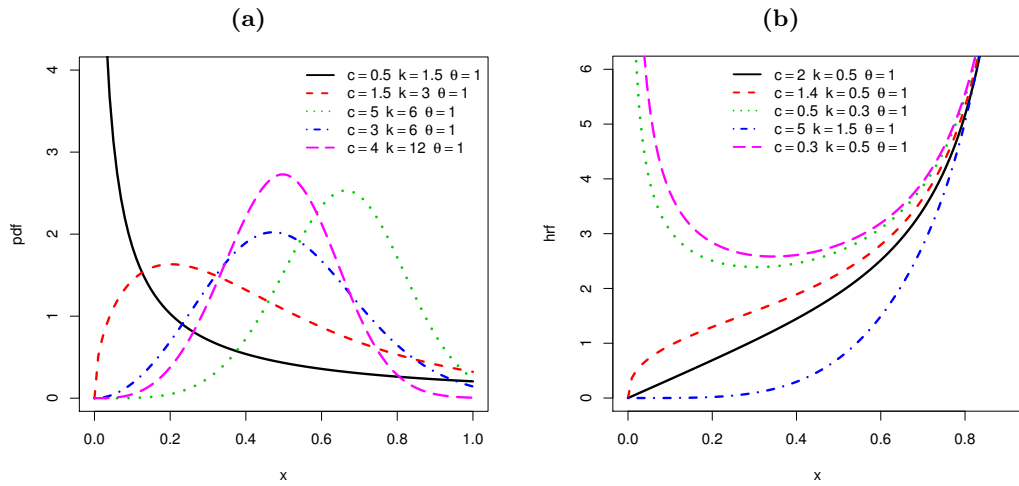 (a)
pdf
4
3
2
1
0
c=0.5 k=1.5 θ=1
c=1.5 k=3 θ=1
c=5 k=6 θ=1
c=3 k=6 θ=1
c=4 k=12 θ=1
0.0 0.2 0.4 0.6 0.8 1.0
x
(b)
hrf
6
5
4
3
2
1
0
c=2 k=0.5 θ=1
c=1.4 k=0.5 θ=1
c=0.5 k=0.3 θ=1
c=5 k=1.5 θ=1
c=0.3 k=0.5 θ=1
0.0 0.2 0.4 0.6 0.8
x